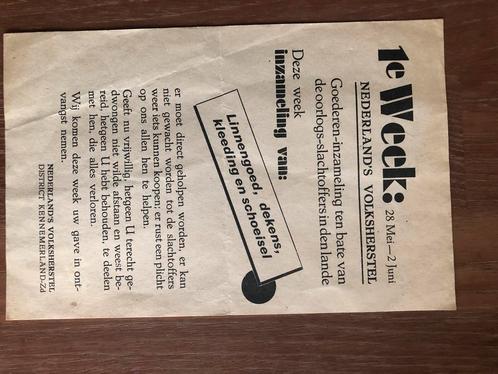 1e Week: 28 Mei—2 Juni
NEDERLAND'S VOLKSHERSTEL
Goederen-inzameling ten bate van
de oorlogs-slachtoffers in den lande
Deze week
inzameling van:
Linnengoed, dekens,
kleeding en schoeisel
er moet direct geholpen worden, er kan
niet gewacht worden tot de slachtoffers
weer iets kunnen koopen; er rust een plicht
op ons allen hen te helpen.
Geeft nu vrijwillig, hetgeen U terecht ge-
dwongen niet wilde afstaan en weest be-
reid, hetgeen U hebt behouden, te deelen
met hen, die alles verloren.
Wij komen deze week uw gave in ont-
vangst nemen.
NEDERLAND'S VOLKSHERSTEL
DISTRICT KENNEMERLAND-Zd